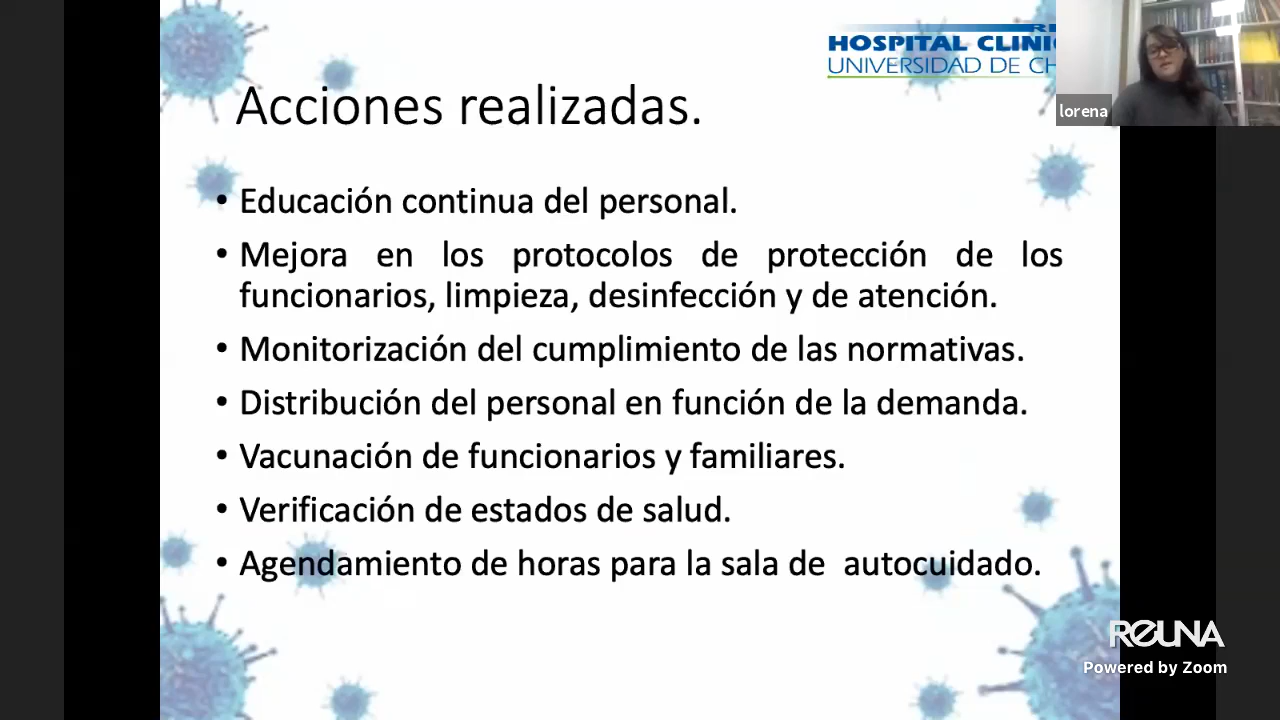 HOSPITAL CLINIC
UNIVERSIDAD DE CH
lorena
Acciones realizadas.
• Educación continua del personal.
• Mejora en los protocolos de protección de los
funcionarios, limpieza, desinfección y de atención.
• Monitorización del cumplimiento de las normativas.
• Distribución del personal en función de la demanda.
• Vacunación de funcionarios y familiares.
• Verificación de estados de salud.
• Agendamiento de horas para la sala de autocuidado.
REUNA
Powered by Zoom